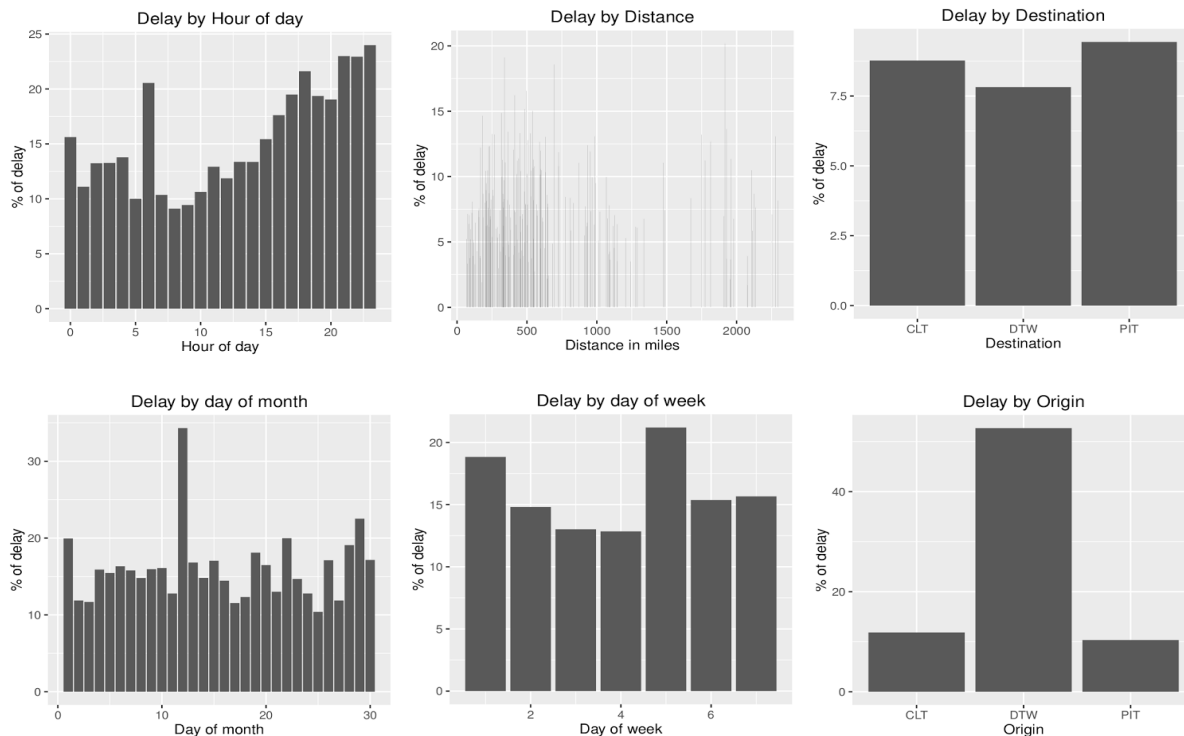 Delay by Hour of day
25
20
15
10
5
0
% of delay
0 5 10 15 20
Hour of day
Delay by Distance
20
15
10
5
0
% of delay
0 500 1000 1500 2000
Distance in miles
Delay by Destination
7.5
5.0
2.5
0.0
% of delay
CLT DTW PIT
Destination
Delay by day of month
30
20
10
0
% of delay
0 10 20 30
Day of month
Delay by day of week
20
15
10
5
0
% of delay
2 4 6
Day of week
Delay by Origin
40
20
0
% of delay
CLT DTW PIT
Origin